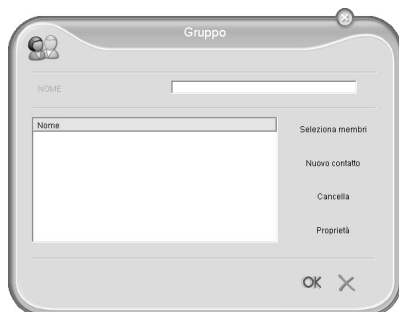 Gruppo
NOME
Nome
Seleziona membri
Nuovo contatto
Cancella
Proprietà
OK